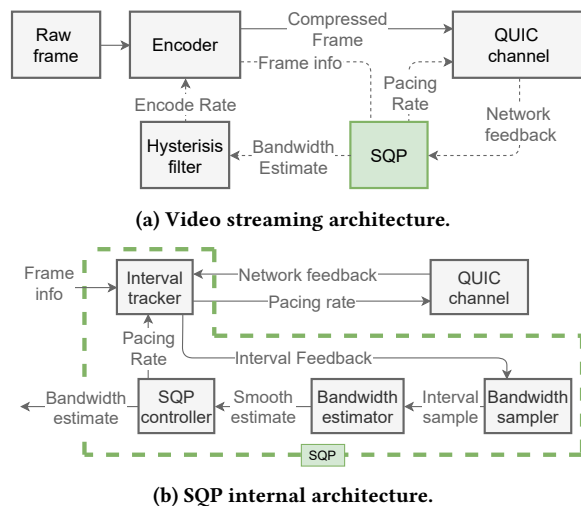 Raw
frame
Encoder
Compressed
Frame
QUIC
channel
Frame info
Pacing
Rate
Encode Rate
Network
feedback
Hysterisis
filter
Bandwidth
Estimate
SQP
(a) Video streaming architecture.
Frame
info
Interval
tracker
Network feedback
QUIC
channel
Pacing rate
Pacing
Rate
Interval Feedback
Bandwidth
estimate
SQP
controller
Smooth
estimate
Bandwidth
estimator
Interval
sample
Bandwidth
sampler
SQP
(b) SQP internal architecture.